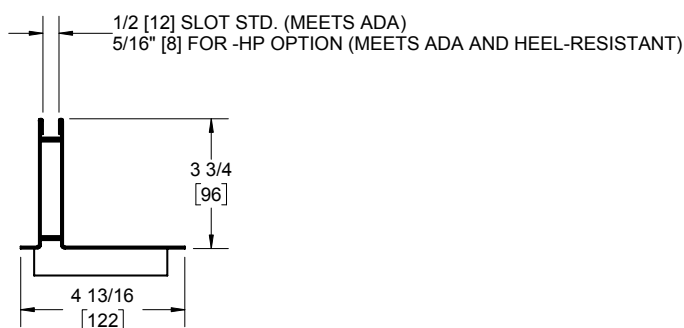 1/2 [12] SLOT STD. (MEETS ADA)
5/16" [8] FOR -HP OPTION (MEETS ADA AND HEEL-RESISTANT)
3 3/4
[96]
4 13/16
[122]